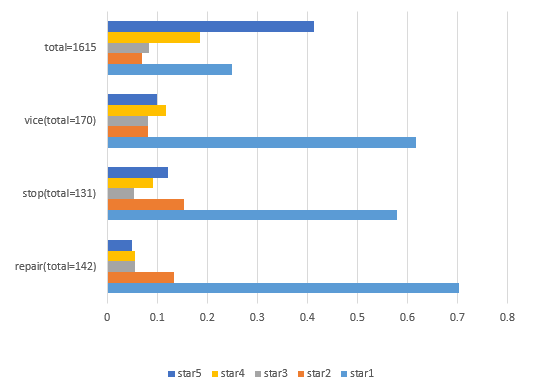 total=1615
vice(total=170)
stop(total=131)
repair(total=142)
0 0.1 0.2 0.3 0.4 0.5 0.6 0.7 0.8
star5 star4 star3 star2 star1